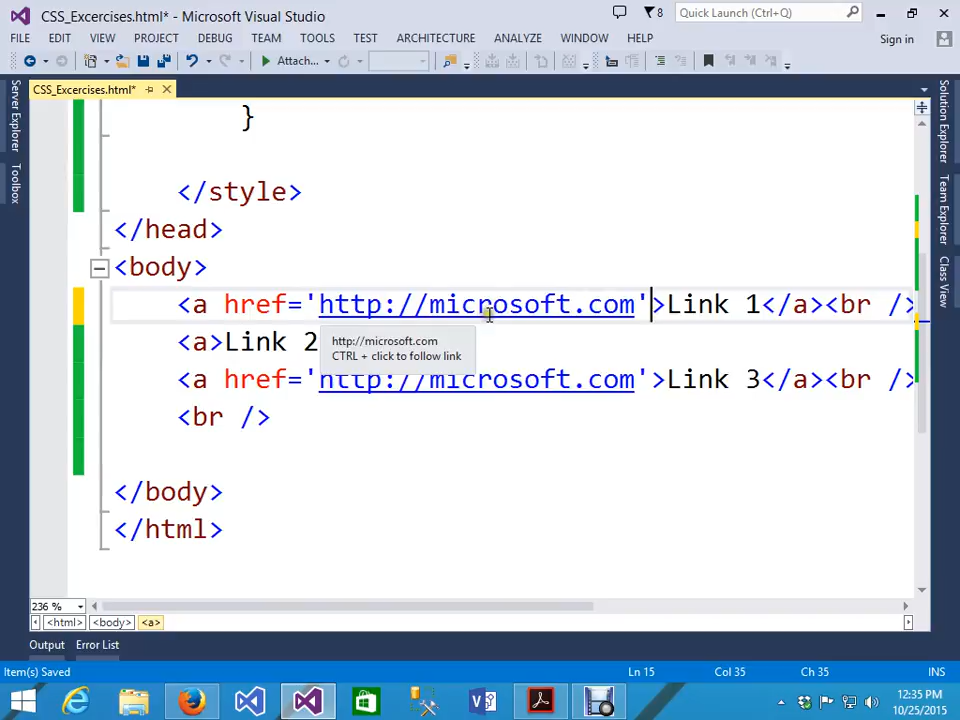 CSS_Excercises.html* - Microsoft Visual Studio
8
Quick Launch (Ctrl+Q)
FILE EDIT VIEW PROJECT DEBUG TEAM TOOLS TEST ARCHITECTURE ANALYZE WINDOW HELP
Sign in
Attach...
CSS_Excercises.html*
Server Explorer
Toolbox
Solution Explorer
Team Explorer
Class View
}
</style>
</head>
<body>
<a href='http://microsoft.com'>Link 1</a><br />
<a>Link 2
http://microsoft.com
CTRL + click to follow link
<a href='http://microsoft.com'>Link 3</a><br />
<br />
</body>
</html>
236 %
<html> <body> <a>
Output Error List
Item(s) Saved
Ln 15 Col 35 Ch 35 INS
12:35 PM
10/25/2015